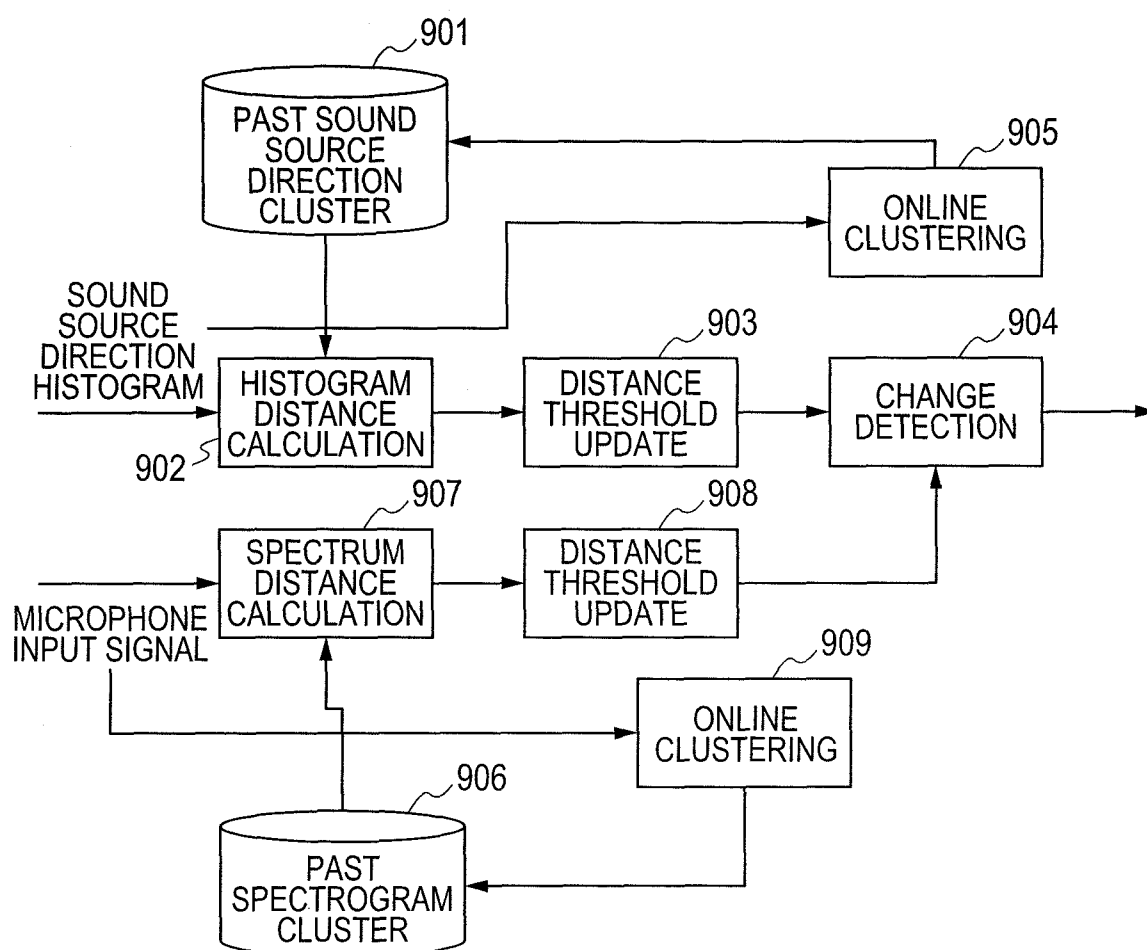 901
PAST SOUND
SOURCE
DIRECTION
CLUSTER
905
ONLINE
CLUSTERING
SOUND
SOURCE
DIRECTION
HISTOGRAM
HISTOGRAM
DISTANCE
CALCULATION
902
903
DISTANCE
THRESHOLD
UPDATE
904
CHANGE
DETECTION
907
SPECTRUM
DISTANCE
CALCULATION
908
DISTANCE
THRESHOLD
UPDATE
MICROPHONE
INPUT SIGNAL
909
ONLINE
CLUSTERING
906
PAST
SPECTROGRAM
CLUSTER